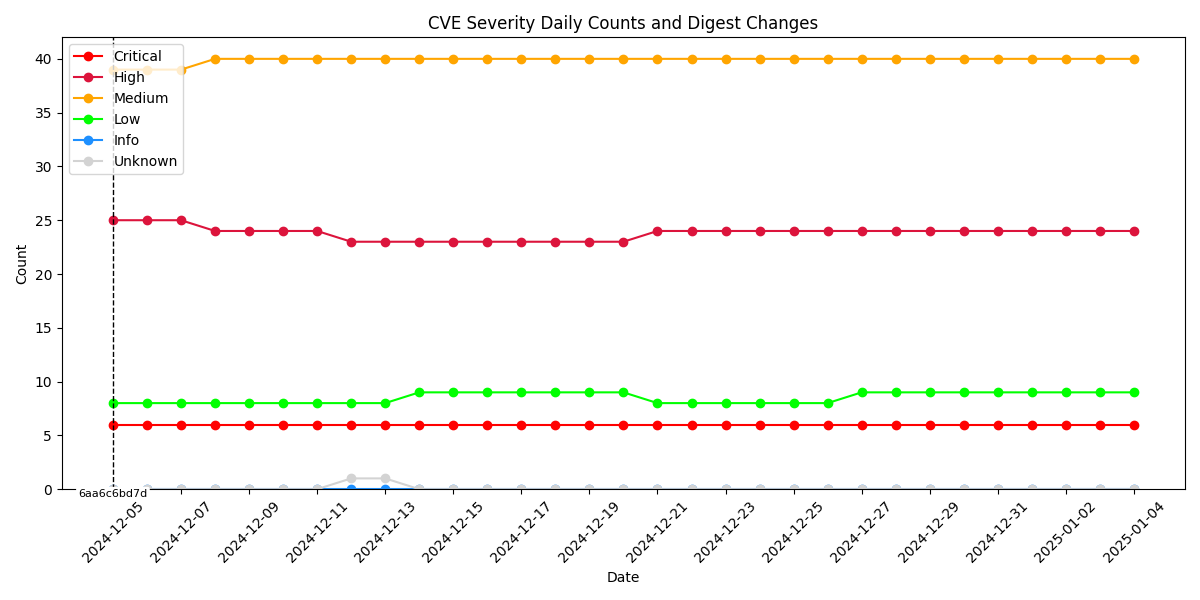 CVE Severity Daily Counts and Digest Changes
Critical
High
Medium
Low
Info
Unknown
Count
40
35
30
25
20
15
10
5
0
6aa6c6bd7d
2024-12-05
2024-12-07
2024-12-09
2024-12-11
2024-12-13
2024-12-15
2024-12-17
2024-12-19
2024-12-21
2024-12-23
2024-12-25
2024-12-27
2024-12-29
2024-12-31
2025-01-02
2025-01-04
Date